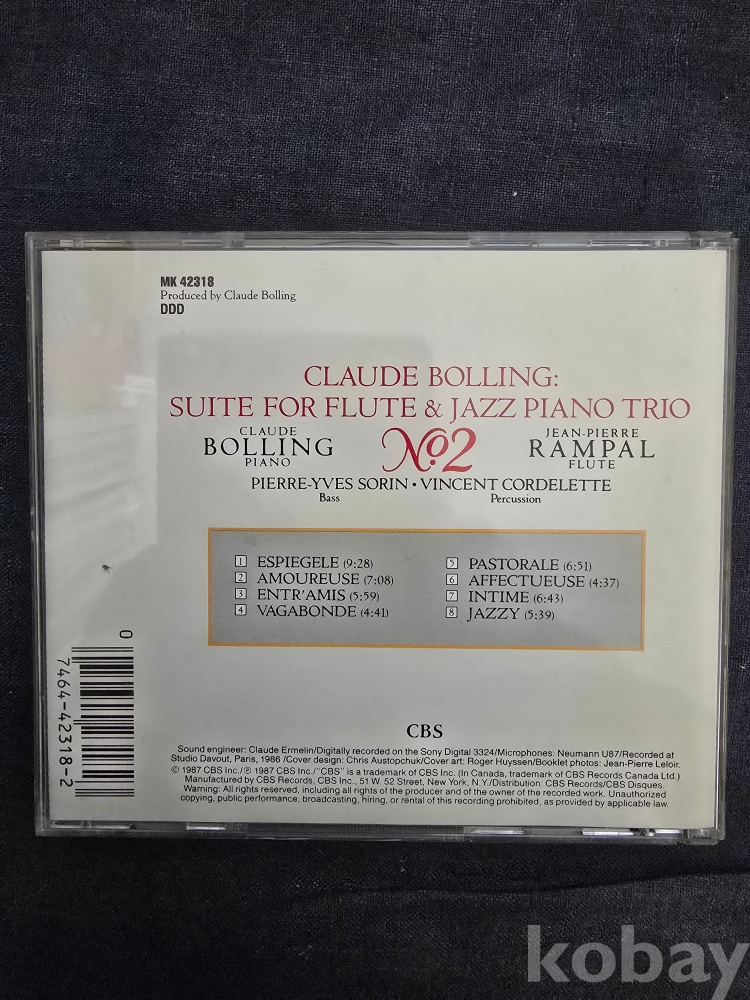 MK 42318
Produced by Claude Bolling
DDD
CLAUDE BOLLING:
SUITE FOR FLUTE & JAZZ PIANO TRIO
CLAUDE
BOLLING
PIANO
No.2
JEAN-PIERRE
RAMPAL
FLUTE
PIERRE-YVES SORIN • VINCENT CORDELETTE
Bass Percussion
1 ESPIEGELE (9:28)
2 AMOUREUSE (7:08)
3 ENTR'AMIS (5:59)
4 VAGABONDE (4:41)
5 PASTORALE (6:51)
6 AFFECTUEUSE (4:37)
7 INTIME (6:43)
8 JAZZY (5:39)
0
7464-42318-2
CBS
Sound engineer: Claude Ermelin/Digitally recorded on the Sony Digital 3324/Microphones: Neumann U87/Recorded at
Studio Davout, Paris, 1986 /Cover design: Chris Austopchuk/Cover art: Roger Huyssen/Booklet photos: Jean-Pierre Leloir.
© 1987 CBS Inc./℗ 1987 CBS Inc./"CBS" is a trademark of CBS Inc. (In Canada, trademark of CBS Records Canada Ltd.)
Manufactured by CBS Records, CBS Inc., 51 W. 52 Street, New York, N.Y./Distribution: CBS Records/CBS Disques.
Warning: All rights reserved, including all rights of the producer and of the owner of the recorded work. Unauthorized
copying, public performance, broadcasting, hiring, or rental of this recording prohibited, as provided by applicable law.
kobay